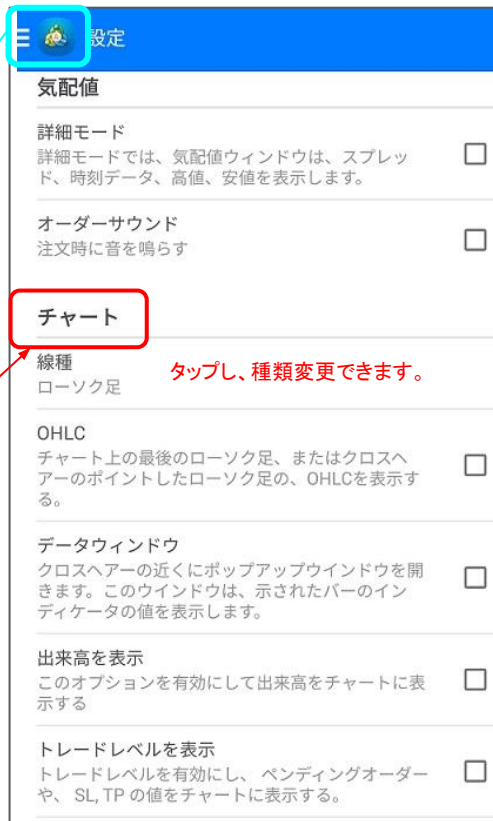 設定
気配値
詳細モード
詳細モードでは、気配値ウィンドウは、スプレッ
ド、時刻データ、高値、安値を表示します。
オーダーサウンド
注文時に音を鳴らす
チャート
線種
タップし、種類変更できます。
ローソク足
OHLC
チャート上の最後のローソク足、またはクロスヘ
アーのポイントしたローソク足の、OHLCを表示す
る。
データウィンドウ
クロスヘアーの近くにポップアップウインドウを開
きます。このウインドウは、示されたバーのイン
ディケータの値を表示します。
出来高を表示
このオプションを有効にして出来高をチャートに表
示する
トレードレベルを表示
トレードレベルを有効にし、 ペンディングオーダー
や、 SL, TP の値をチャートに表示する。